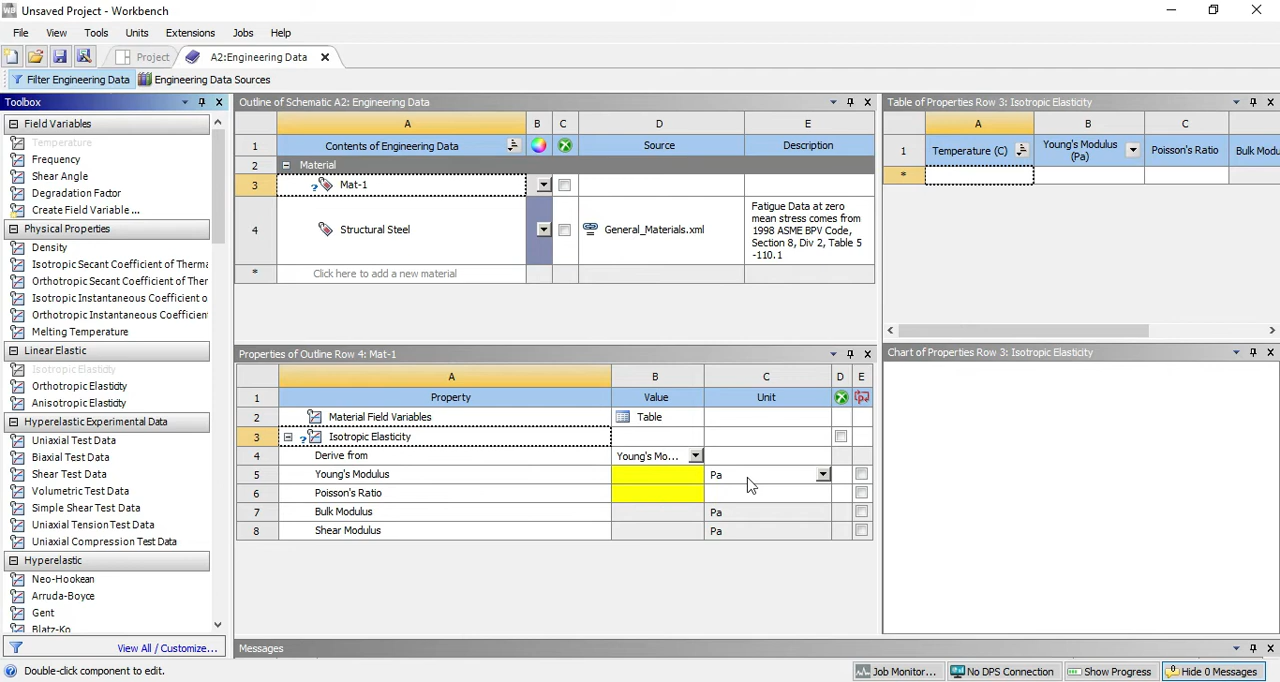 Unsaved Project - Workbench
File View Tools Units Extensions Jobs Help
Project A2:Engineering Data
Filter Engineering Data Engineering Data Sources
Toolbox
Field Variables
Temperature
Frequency
Shear Angle
Degradation Factor
Create Field Variable ...
Physical Properties
Density
Isotropic Secant Coefficient of Therma
Orthotropic Secant Coefficient of Ther
Isotropic Instantaneous Coefficient o
Orthotropic Instantaneous Coefficien
Melting Temperature
Linear Elastic
Isotropic Elasticity
Orthotropic Elasticity
Anisotropic Elasticity
Hyperelastic Experimental Data
Uniaxial Test Data
Biaxial Test Data
Shear Test Data
Volumetric Test Data
Simple Shear Test Data
Uniaxial Tension Test Data
Uniaxial Compression Test Data
Hyperelastic
Neo-Hookean
Arruda-Boyce
Gent
Blatz-Ko
View All / Customize...
Outline of Schematic A2: Engineering Data
A B C D E
1 Contents of Engineering Data Source Description
2 Material
3 ? Mat-1
4 Structural Steel General_Materials.xml
Fatigue Data at zero
mean stress comes from
1998 ASME BPV Code,
Section 8, Div 2, Table 5
-110.1
* Click here to add a new material
Properties of Outline Row 4: Mat-1
A B C D E
1 Property Value Unit
2 Material Field Variables Table
3 ? Isotropic Elasticity
4 Derive from Young's Mo...
5 Young's Modulus Pa
6 Poisson's Ratio
7 Bulk Modulus Pa
8 Shear Modulus Pa
Table of Properties Row 3: Isotropic Elasticity
A B C
1 Temperature (C) Young's Modulus (Pa) Poisson's Ratio Bulk Modu
*
Chart of Properties Row 3: Isotropic Elasticity
Messages
Double-click component to edit.
Job Monitor... No DPS Connection Show Progress Hide 0 Messages